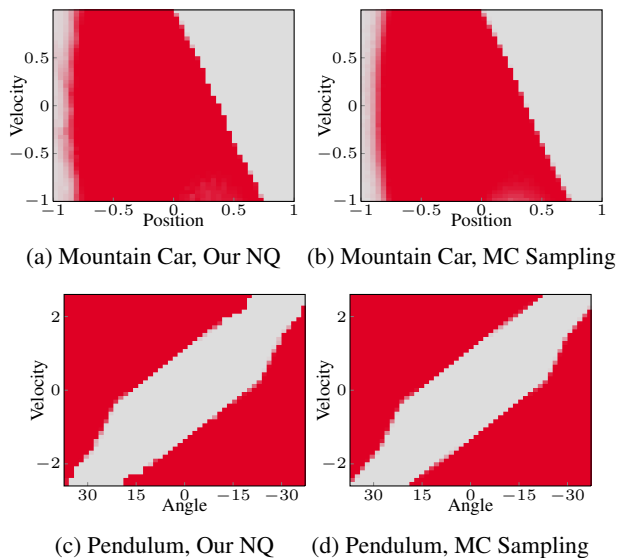 Velocity
0.5
0
−0.5
−1
−1 −0.5 0.0 0.5 1
Position
Velocity
0.5
0
−0.5
−1
−1 −0.5 0.0 0.5 1
Position
(a) Mountain Car, Our NQ (b) Mountain Car, MC Sampling
Velocity
2
0
−2
30 15 0 −15 −30
Angle
Velocity
2
0
−2
30 15 0 −15 −30
Angle
(c) Pendulum, Our NQ (d) Pendulum, MC Sampling